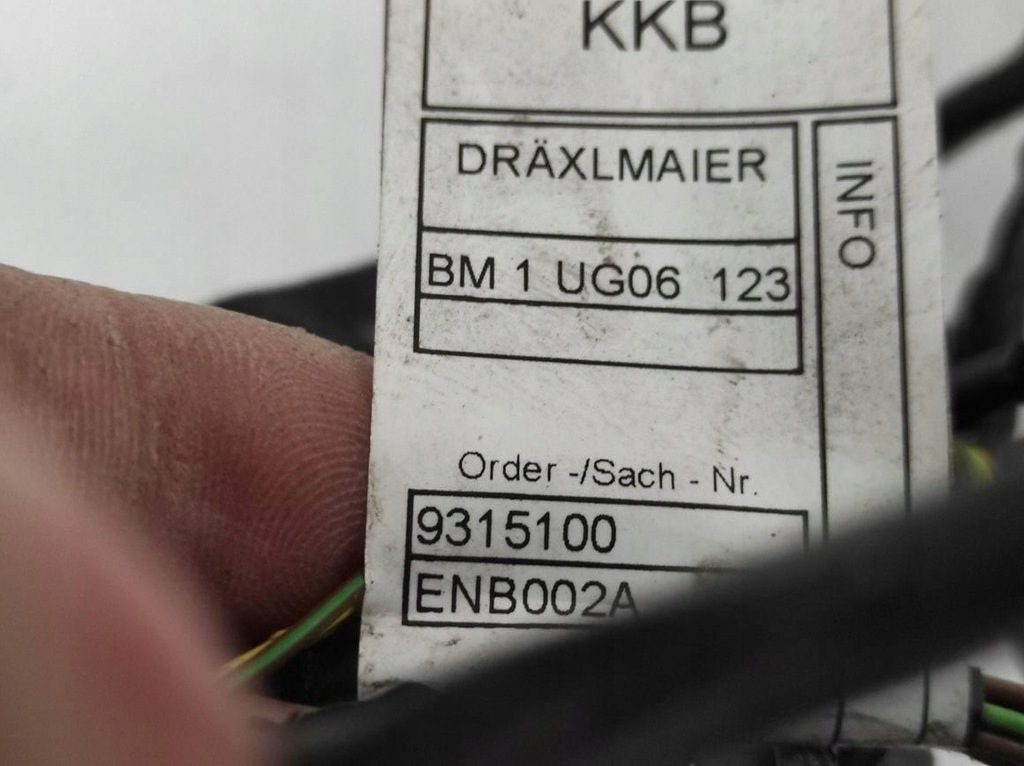 KKB
DRÄXLMAIER
INFO
BM 1 UG06 123
Order -/Sach - Nr.
9315100
ENB002A